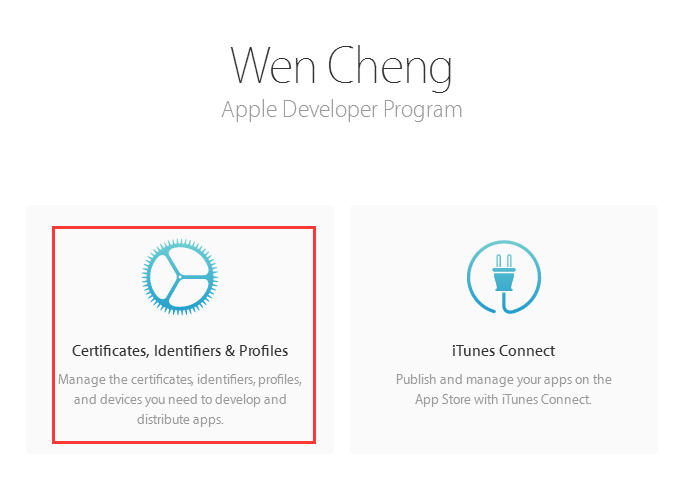 Wen Cheng
Apple Developer Program
Certificates, Identifiers & Profiles
Manage the certificates, identifiers, profiles,
and devices you need to develop and
distribute apps.
iTunes Connect
Publish and manage your apps on the
App Store with iTunes Connect.